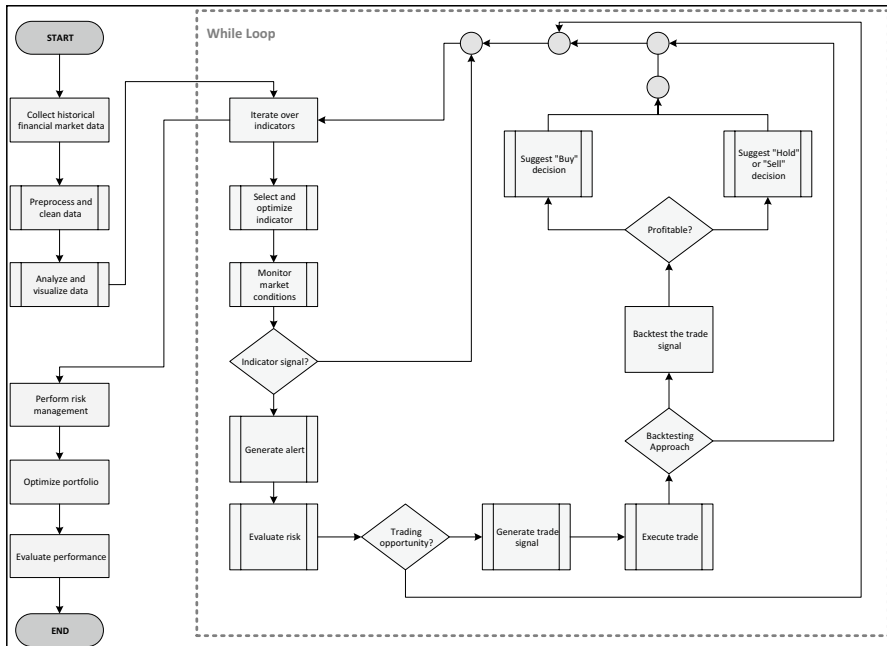 START
While Loop
Collect historical
financial market data
Iterate over
indicators
Preprocess and
clean data
Select and
optimize
indicator
Suggest "Buy"
decision
Suggest "Hold"
or "Sell"
decision
Analyze and
visualize data
Monitor
market
conditions
Profitable?
Indicator signal?
Backtest the trade
signal
Perform risk
management
Generate alert
Backtesting
Approach
Optimize portfolio
Evaluate risk
Trading
opportunity?
Generate trade
signal
Execute trade
Evaluate performance
END